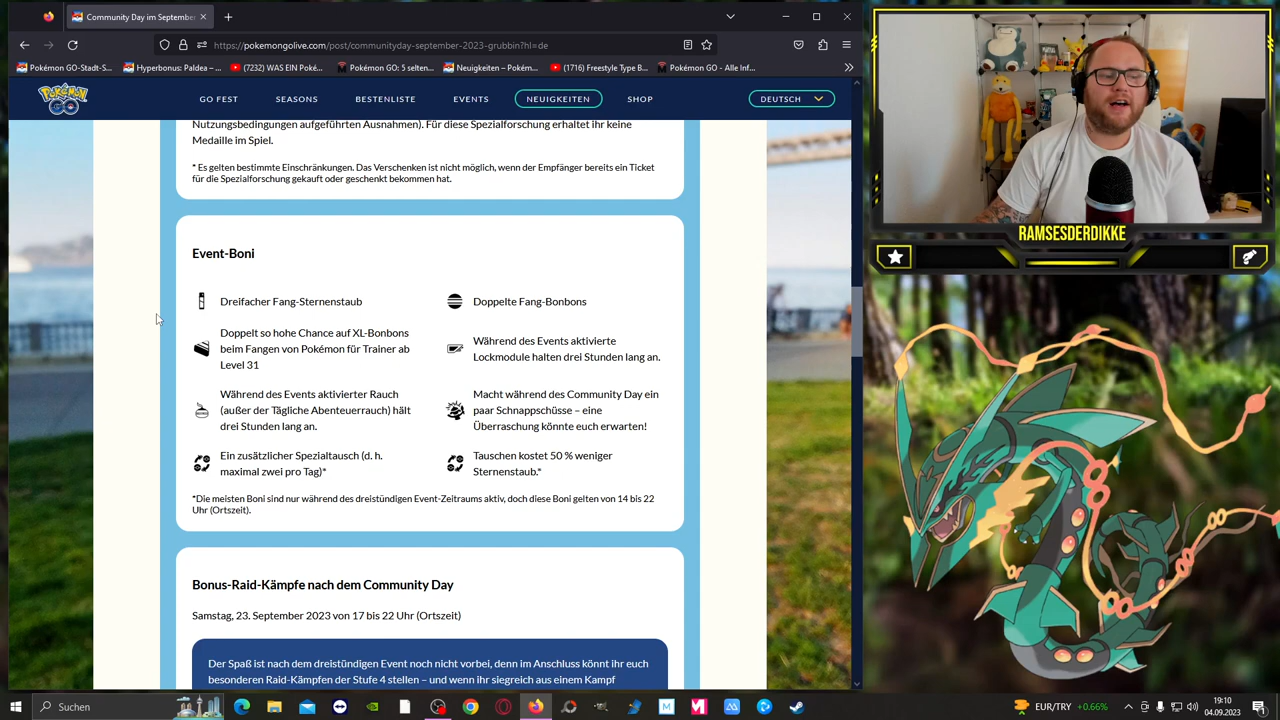 Community Day im September
https://pokemongolive.com/post/communityday-september-2023-grubbin?hl=de
Pokémon GO-Stadt-S...
Hyperbonus: Paldea – ...
(7232) WAS EIN Poké...
Pokémon GO: 5 selten...
Neuigkeiten – Pokém...
(1716) Freestyle Type B...
Pokémon GO - Alle Inf...
POKÉMON GO
GO FEST
SEASONS
BESTENLISTE
EVENTS
NEUIGKEITEN
SHOP
DEUTSCH
Nutzungsbedingungen aufgeführten Ausnahmen). Für diese Spezialforschung erhaltet ihr keine
Medaille im Spiel.
* Es gelten bestimmte Einschränkungen. Das Verschenken ist nicht möglich, wenn der Empfänger bereits ein Ticket
für die Spezialforschung gekauft oder geschenkt bekommen hat.
Event-Boni
Dreifacher Fang-Sternenstaub
Doppelte Fang-Bonbons
Doppelt so hohe Chance auf XL-Bonbons
beim Fangen von Pokémon für Trainer ab
Level 31
Während des Events aktivierte
Lockmodule halten drei Stunden lang an.
Während des Events aktivierter Rauch
(außer der Tägliche Abenteuerrauch) hält
drei Stunden lang an.
Macht während des Community Day ein
paar Schnappschüsse – eine
Überraschung könnte euch erwarten!
Ein zusätzlicher Spezialtausch (d. h.
maximal zwei pro Tag)*
Tauschen kostet 50 % weniger
Sternenstaub.*
*Die meisten Boni sind nur während des dreistündigen Event-Zeitraums aktiv, doch diese Boni gelten von 14 bis 22
Uhr (Ortszeit).
Bonus-Raid-Kämpfe nach dem Community Day
Samstag, 23. September 2023 von 17 bis 22 Uhr (Ortszeit)
Der Spaß ist nach dem dreistündigen Event noch nicht vorbei, denn im Anschluss könnt ihr euch
besonderen Raid-Kämpfen der Stufe 4 stellen – und wenn ihr siegreich aus einem Kampf
RAMSESDERDIKKE
Suchen
EUR/TRY +0.66%
19:10
04.09.2023